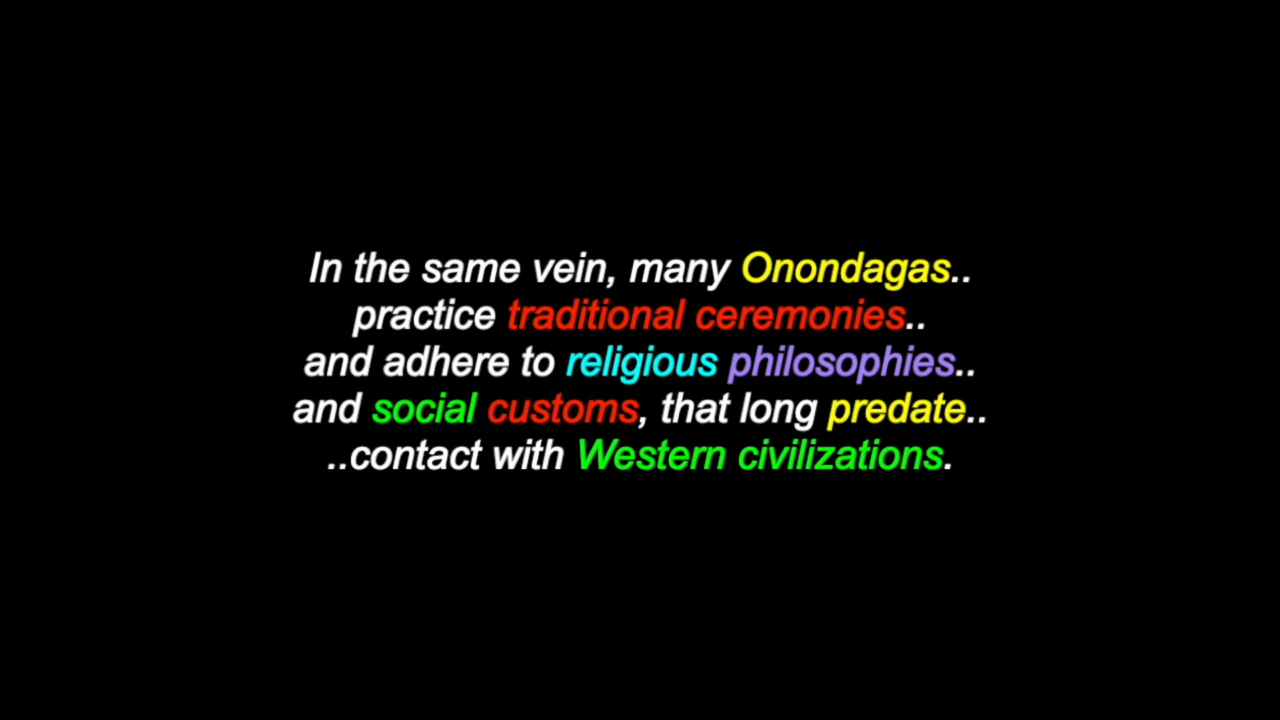 In the same vein, many Onondagas..
practice traditional ceremonies..
and adhere to religious philosophies..
and social customs, that long predate..
..contact with Western civilizations.